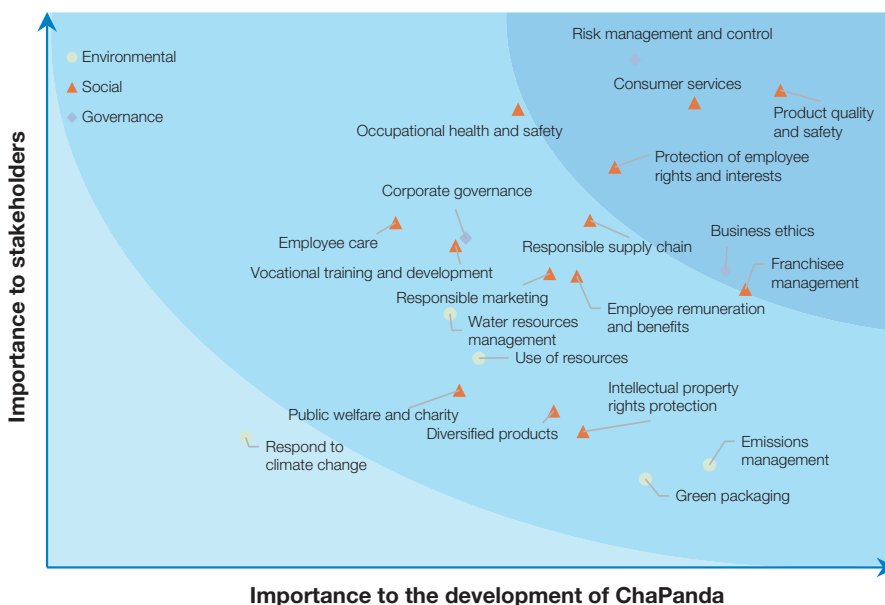 Importance to stakeholders
Environmental
Social
Governance
Risk management and control
Consumer services
Product quality
and safety
Occupational health and safety
Protection of employee
rights and interests
Corporate governance
Employee care
Responsible supply chain
Business ethics
Vocational training and development
Franchisee
management
Responsible marketing
Employee remuneration
and benefits
Water resources
management
Use of resources
Intellectual property
rights protection
Public welfare and charity
Diversified products
Respond to
climate change
Emissions
management
Green packaging
Importance to the development of ChaPanda